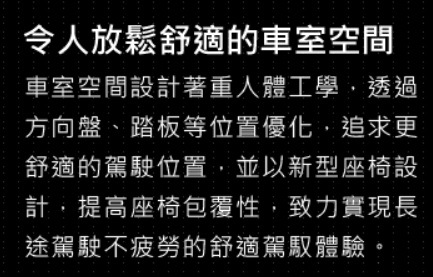 令人放鬆舒適的車室空間
車室空間設計著重人體工學，透過
方向盤、踏板等位置優化，追求更
舒適的駕駛位置，並以新型座椅設
計，提高座椅包覆性，致力實現長
途駕駛不疲勞的舒適駕馭體驗。